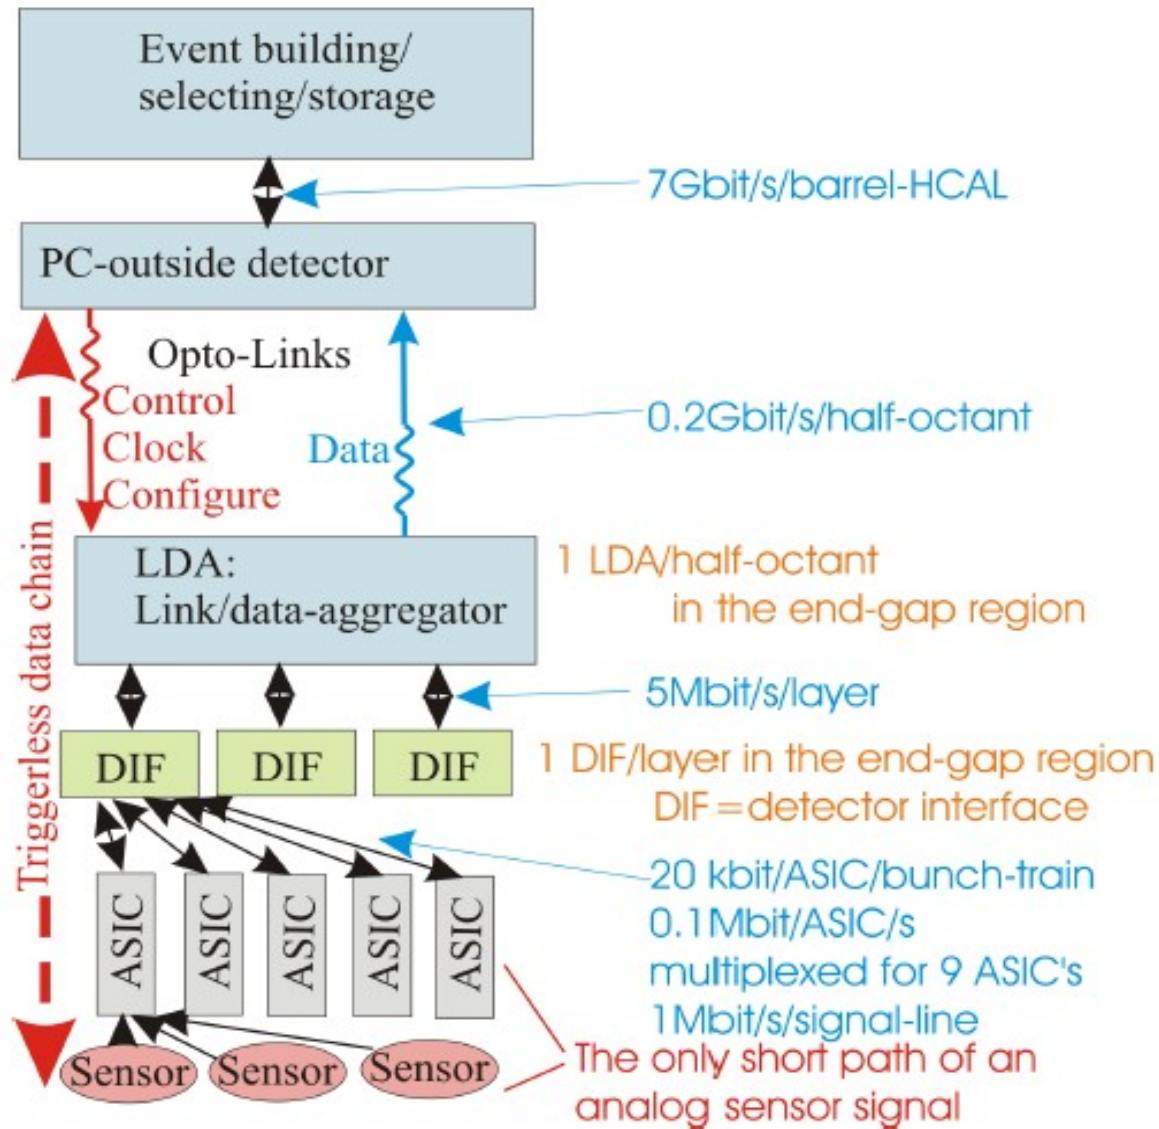 Event building/
selecting/storage
7Gbit/s/barrel-HCAL
PC-outside detector
Opto-Links
Control
Clock
Configure
Data
0.2Gbit/s/half-octant
Triggerless data chain
LDA:
Link/data-aggregator
1 LDA/half-octant
in the end-gap region
5Mbit/s/layer
DIF
DIF
DIF
1 DIF/layer in the end-gap region
DIF=detector interface
ASIC
ASIC
ASIC
ASIC
ASIC
20 kbit/ASIC/bunch-train
0.1Mbit/ASIC/s
multiplexed for 9 ASIC's
1Mbit/s/signal-line
Sensor
Sensor
Sensor
The only short path of an
analog sensor signal